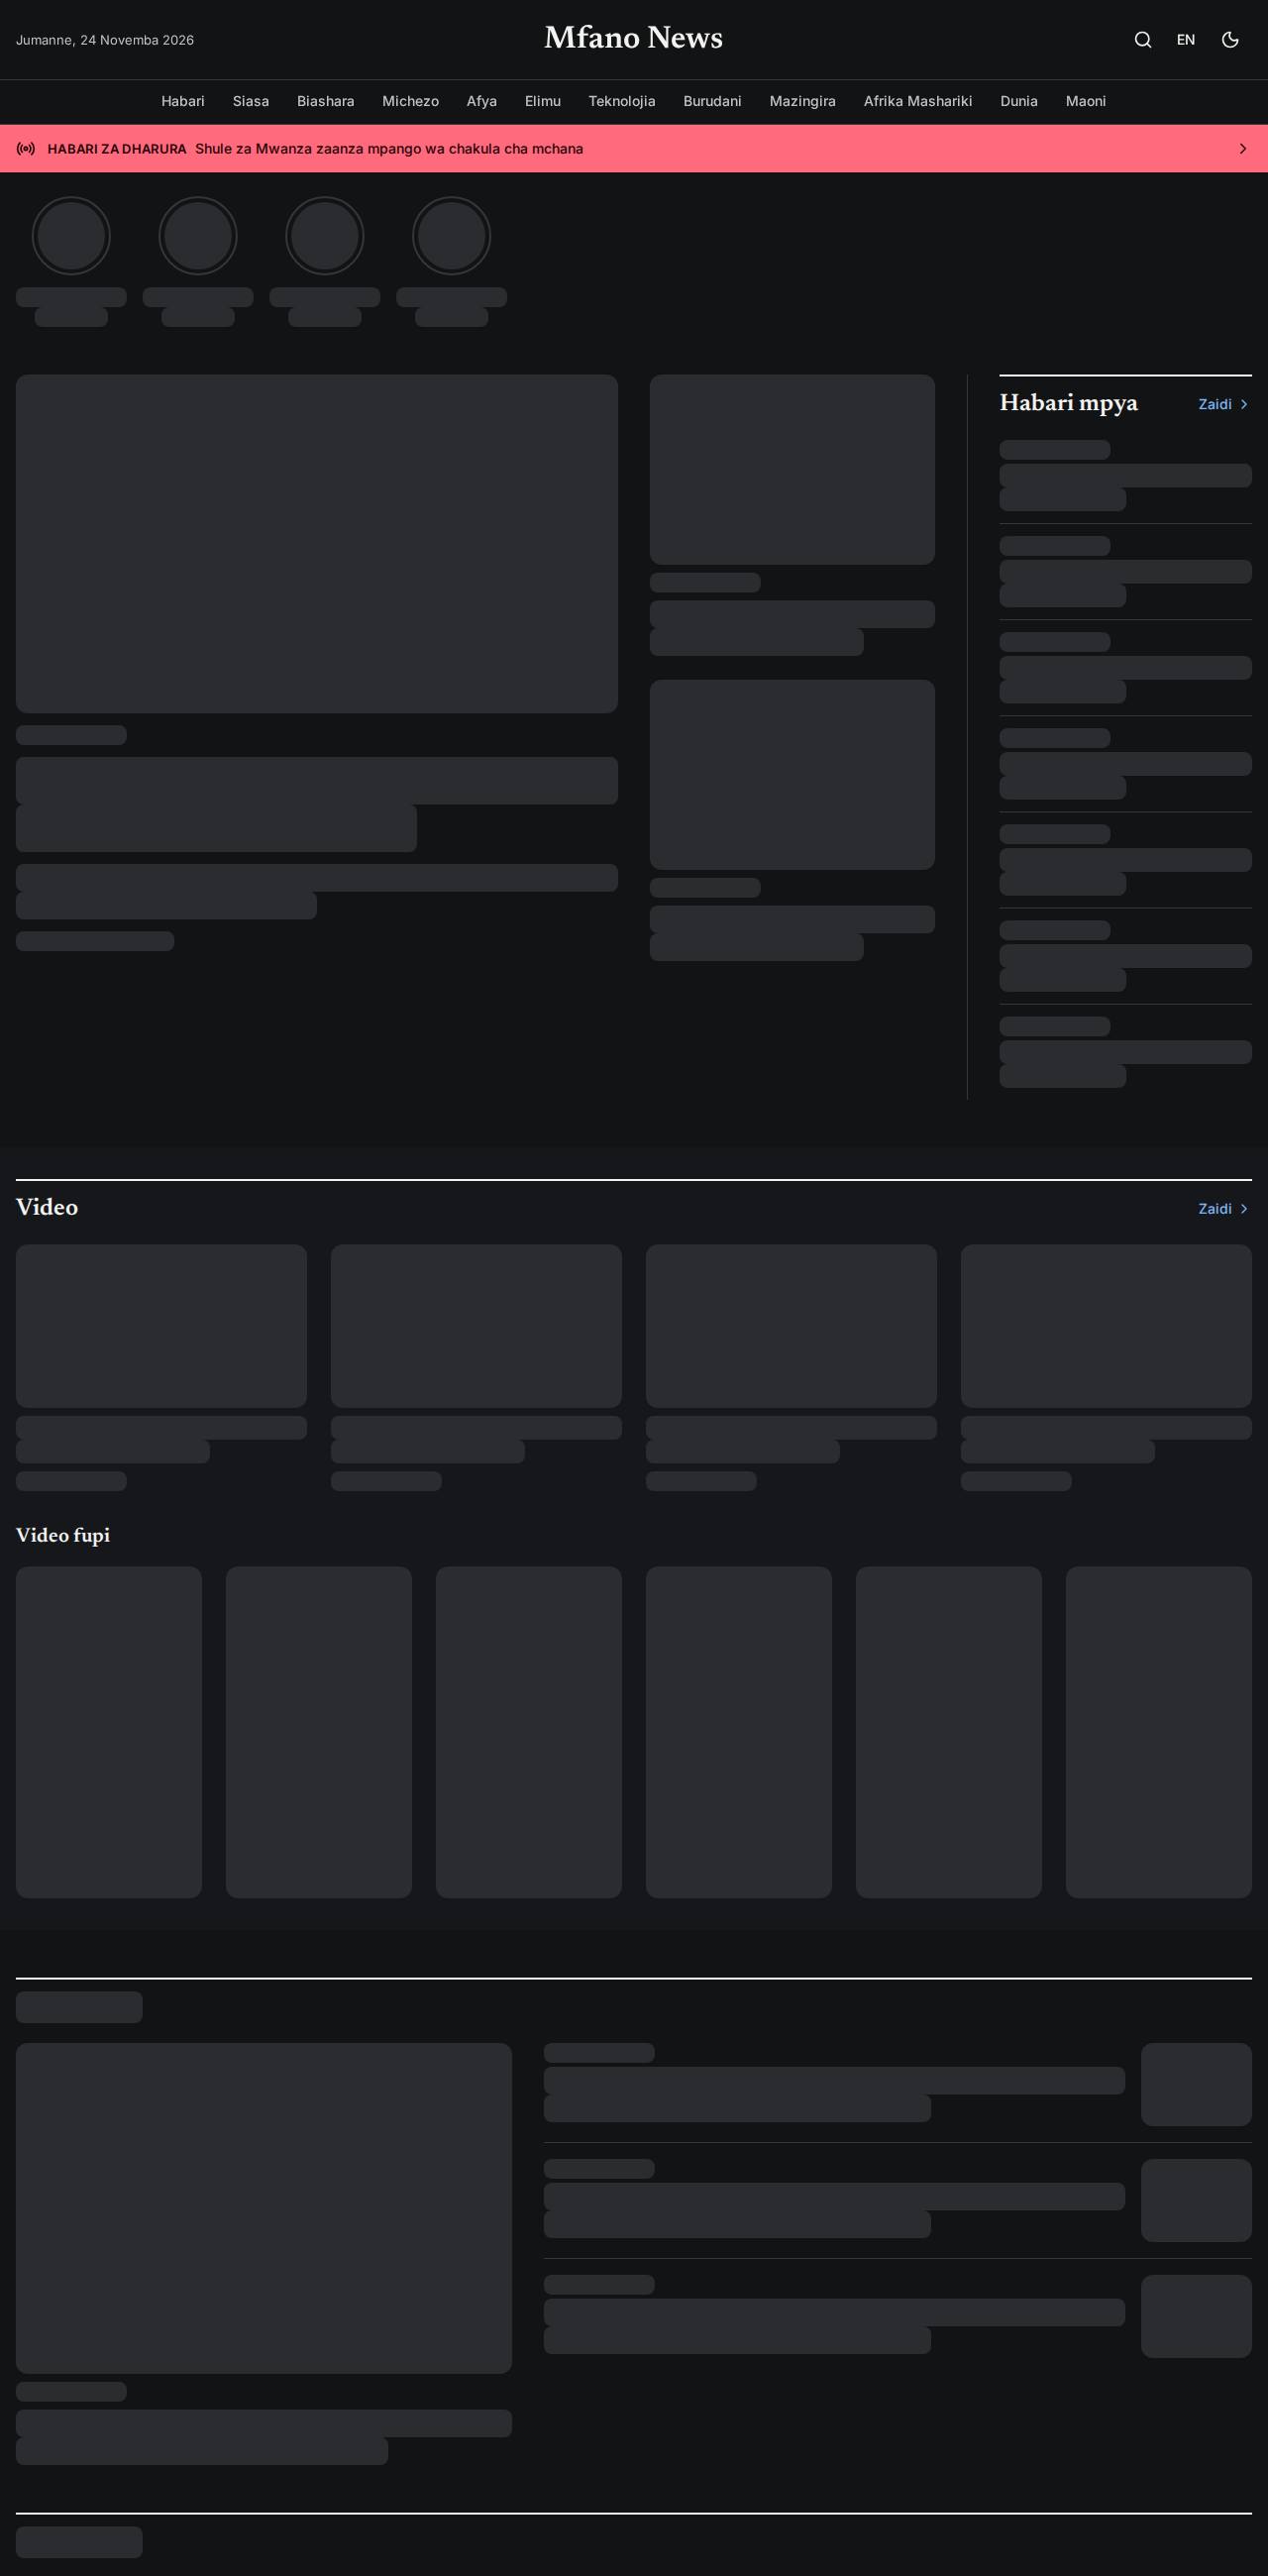 Jumanne, 24 Novemba 2026
Mfano News
EN
Habari Siasa Biashara Michezo Afya Elimu Teknolojia Burudani Mazingira Afrika Mashariki Dunia Maoni
HABARI ZA DHARURA Shule za Mwanza zaanza mpango wa chakula cha mchana
Habari mpya Zaidi
Video Zaidi
Video fupi